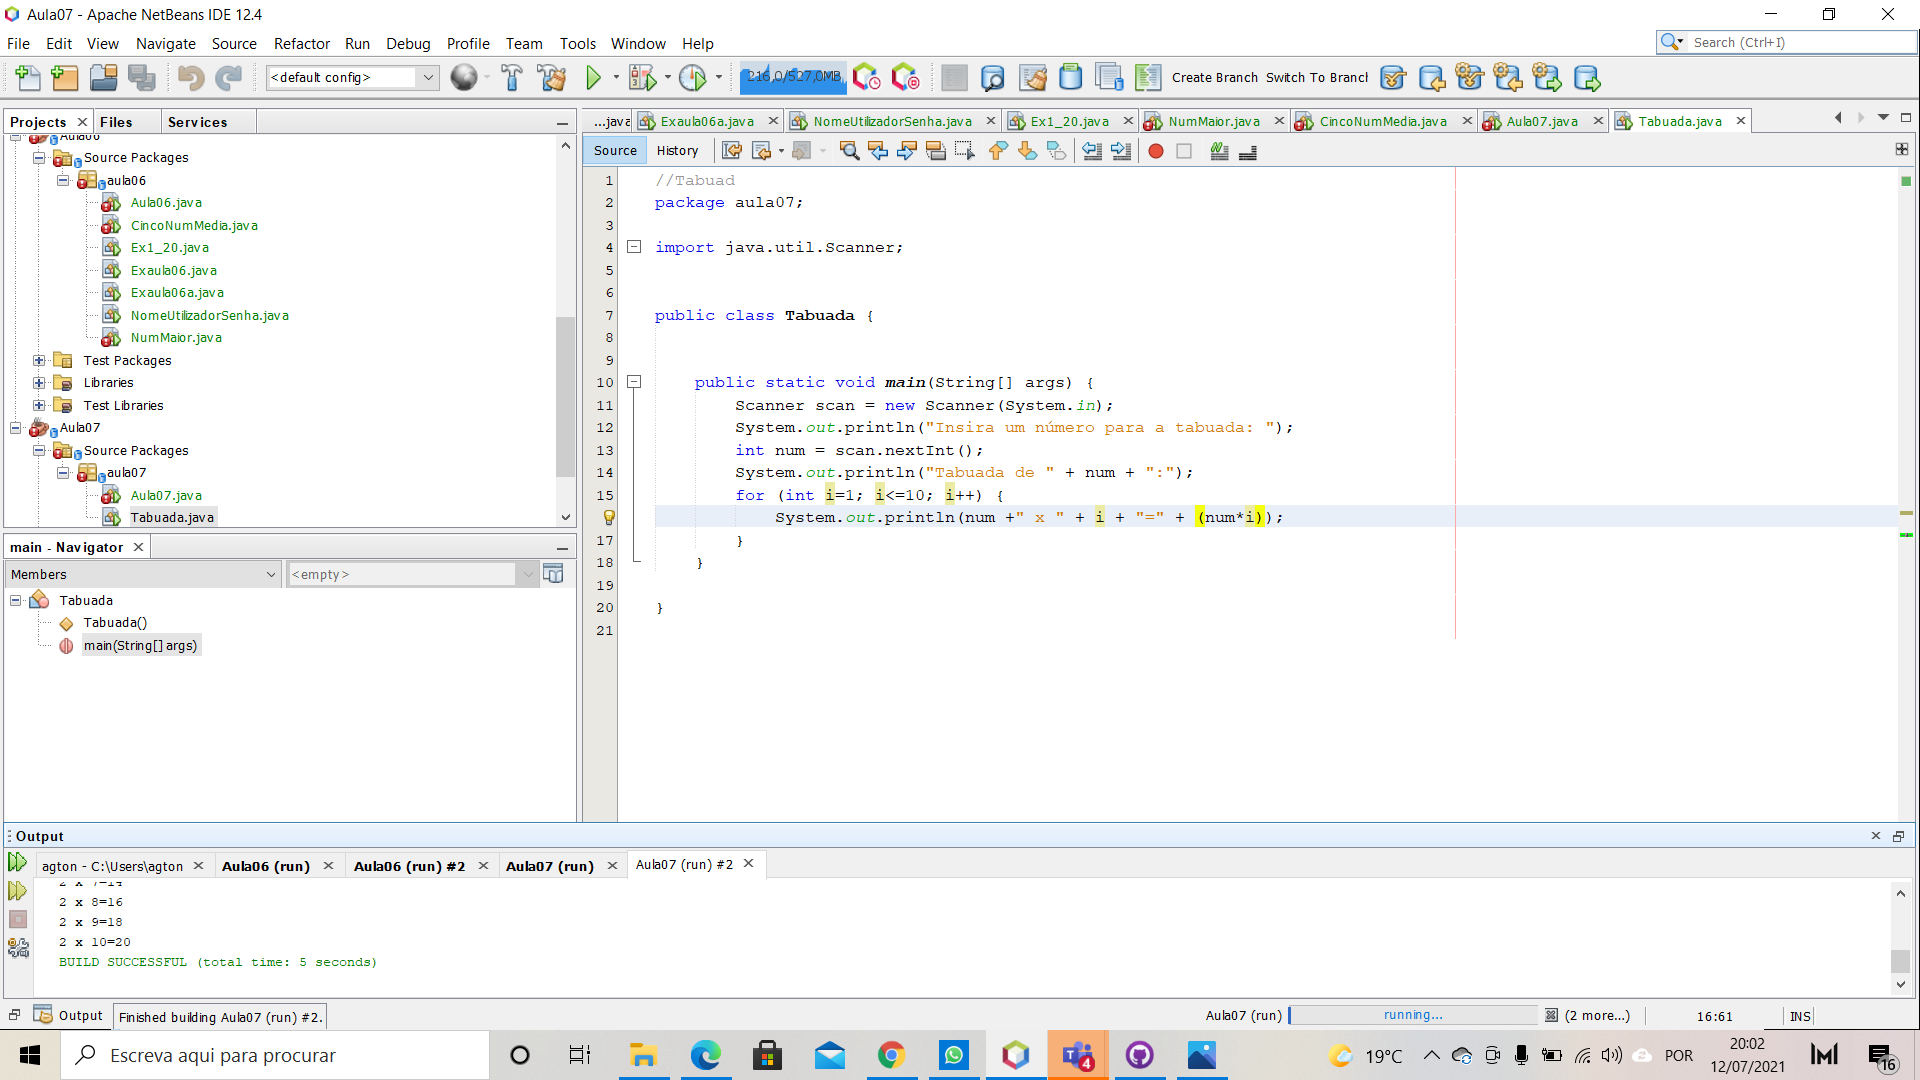 Aula07 - Apache NetBeans IDE 12.4
File Edit View Navigate Source Refactor Run Debug Profile Team Tools Window Help
Search (Ctrl+I)
<default config>
216,0/527,0MB
Create Branch Switch To Branch
Projects Files Services
...java Exaula06a.java NomeUtilizadorSenha.java Ex1_20.java NumMaior.java CincoNumMedia.java Aula07.java Tabuada.java
Source History
Aula06
Source Packages
aula06
Aula06.java
CincoNumMedia.java
Ex1_20.java
Exaula06.java
Exaula06a.java
NomeUtilizadorSenha.java
NumMaior.java
Test Packages
Libraries
Test Libraries
Aula07
Source Packages
aula07
Aula07.java
Tabuada.java
1 //Tabuad
2 package aula07;
3
4 import java.util.Scanner;
5
6
7 public class Tabuada {
8
9
10 public static void main(String[] args) {
11 Scanner scan = new Scanner(System.in);
12 System.out.println("Insira um número para a tabuada: ");
13 int num = scan.nextInt();
14 System.out.println("Tabuada de " + num + ":");
15 for (int i=1; i<=10; i++) {
System.out.println(num +" x " + i + "=" + (num*i));
17 }
18 }
19
20 }
21
main - Navigator
Members
<empty>
Tabuada
Tabuada()
main(String[] args)
Output
agton - C:\Users\agton Aula06 (run) Aula06 (run) #2 Aula07 (run) Aula07 (run) #2
2 x 7=14
2 x 8=16
2 x 9=18
2 x 10=20
BUILD SUCCESSFUL (total time: 5 seconds)
Output
Finished building Aula07 (run) #2.
Aula07 (run)
running...
(2 more...)
16:61
INS
Escreva aqui para procurar
4
19°C
POR
20:02
12/07/2021
16